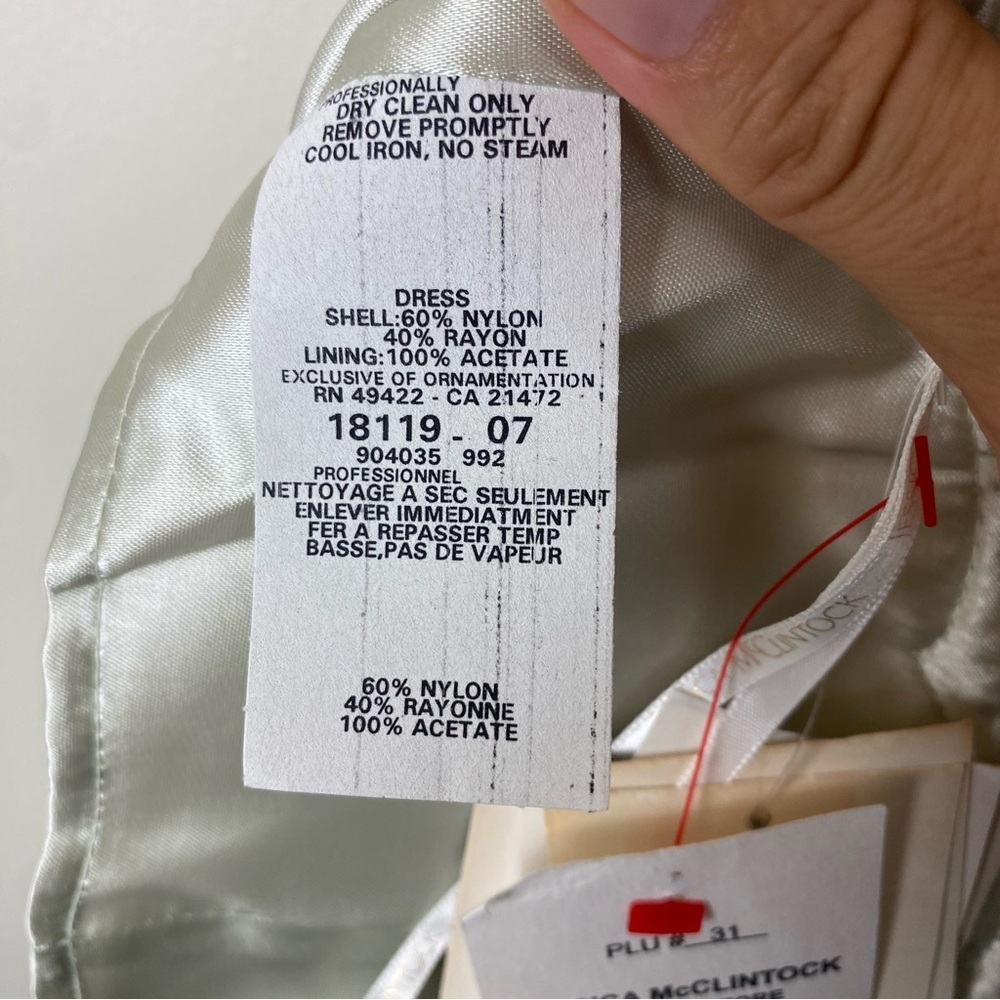 PROFESSIONALLY
DRY CLEAN ONLY
REMOVE PROMPTLY
COOL IRON, NO STEAM
DRESS
SHELL:60% NYLON
40% RAYON
LINING:100% ACETATE
EXCLUSIVE OF ORNAMENTATION
RN 49422 - CA 21472
18119 - 07
904035 992
PROFESSIONNEL
NETTOYAGE A SEC SEULEMENT
ENLEVER IMMEDIATMENT
FER A REPASSER TEMP
BASSE,PAS DE VAPEUR
60% NYLON
40% RAYONNE
100% ACETATE
McCLINTOCK
PLU # 31
McCLINTOCK